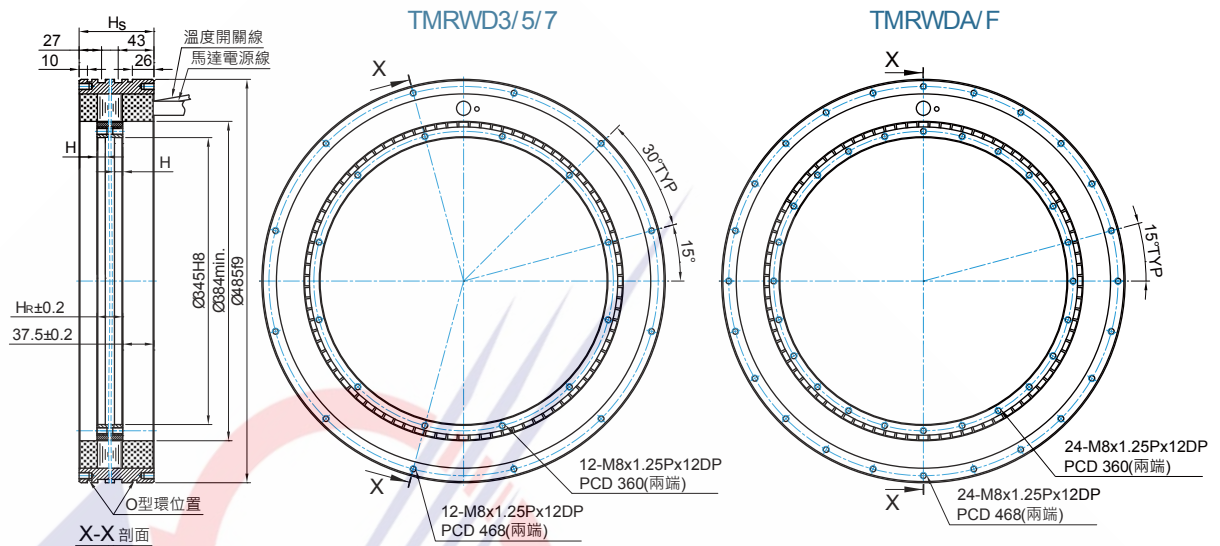 TMRWD3/5/7
TMRWDA/F
Hs
27
43
10
26
溫度開關線
馬達電源線
H
H
Ø345H8
Ø384min.
Ø485f9
HR±0.2
37.5±0.2
O型環位置
X-X 剖面
X
X
30°TYP
15°
12-M8x1.25Px12DP
PCD 360(兩端)
12-M8x1.25Px12DP
PCD 468(兩端)
X
X
15°TYP
24-M8x1.25Px12DP
PCD 360(兩端)
24-M8x1.25Px12DP
PCD 468(兩端)